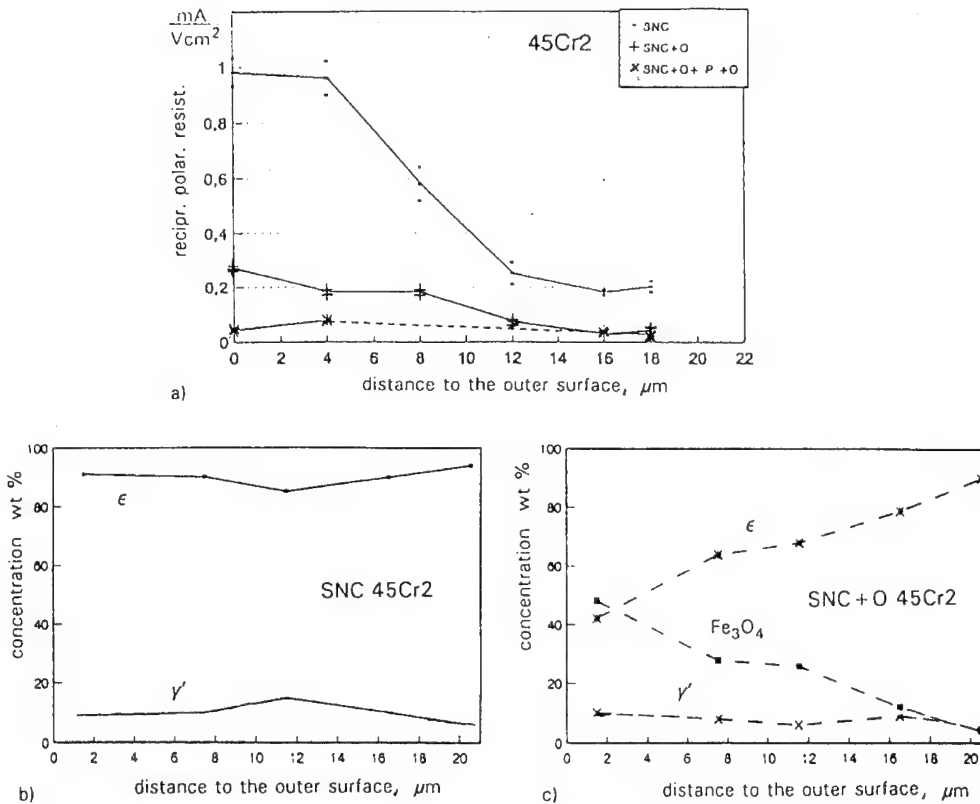 mA
Vcm²
45Cr2
- SNC
+ SNC+O
* SNC+O+ P +O
1
0,8
0,6
0,4
0,2
0
recipr. polar. resist.
0 2 4 6 8 10 12 14 16 18 20 22
distance to the outer surface, μm
a)
100
80
60
40
20
0
concentration wt %
ϵ
SNC 45Cr2
γ'
0 2 4 6 8 10 12 14 16 18 20
distance to the outer surface, μm
b)
100
80
60
40
20
0
concentration wt %
ϵ
SNC+O 45Cr2
Fe₃O₄
γ'
0 2 4 6 8 10 12 14 16 18 20
distance to the outer surface, μm
c)